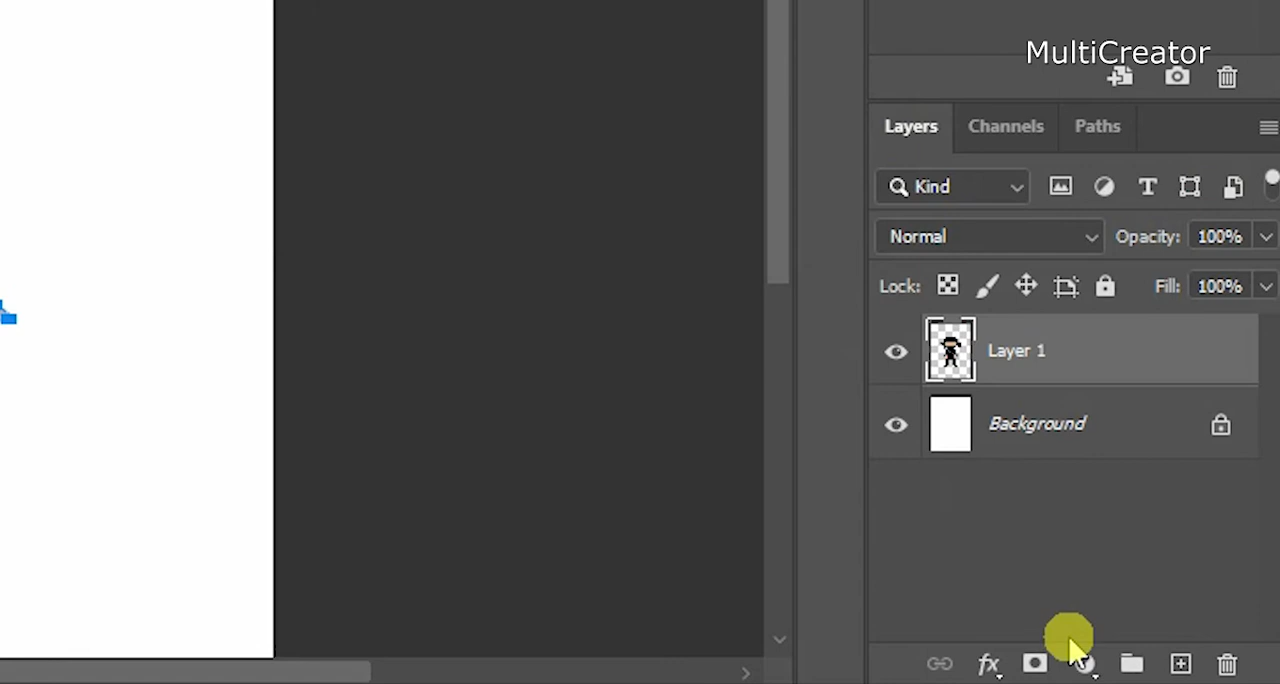 MultiCreator
Layers Channels Paths
Kind
Normal Opacity: 100%
Lock: Fill: 100%
Layer 1
Background
fx